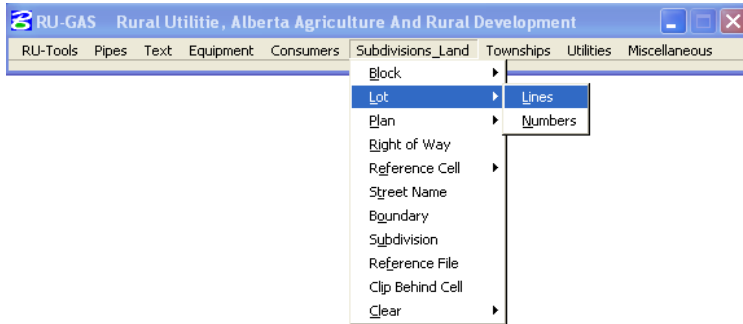 RU-GAS Rural Utilitie, Alberta Agriculture And Rural Development
RU-Tools Pipes Text Equipment Consumers Subdivisions_Land Townships Utilities Miscellaneous
Block
Lot
Lines
Plan
Numbers
Right of Way
Reference Cell
Street Name
Boundary
Subdivision
Reference File
Clip Behind Cell
Clear